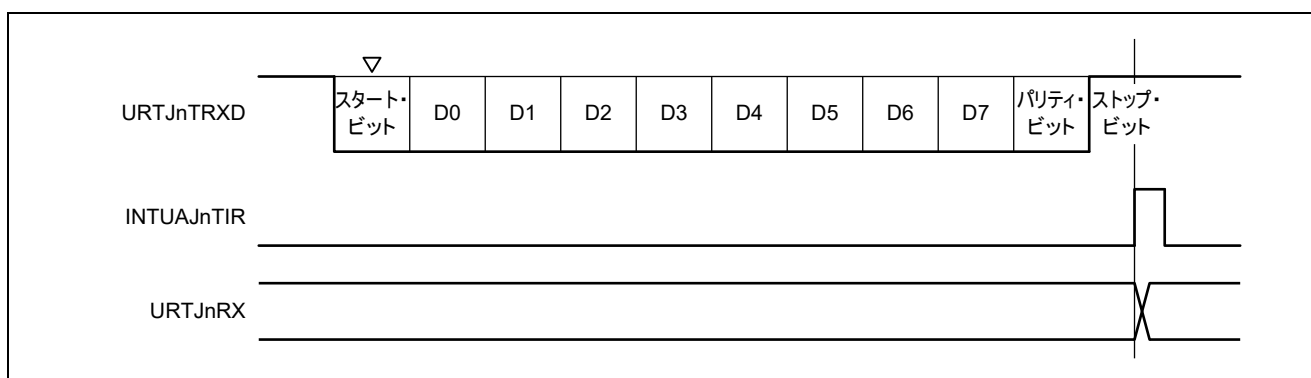 ▽
URTJnTRXD
スタート・
ビット
D0
D1
D2
D3
D4
D5
D6
D7
パリティ・
ビット
ストップ・
ビット
INTUAJnTIR
URTJnRX